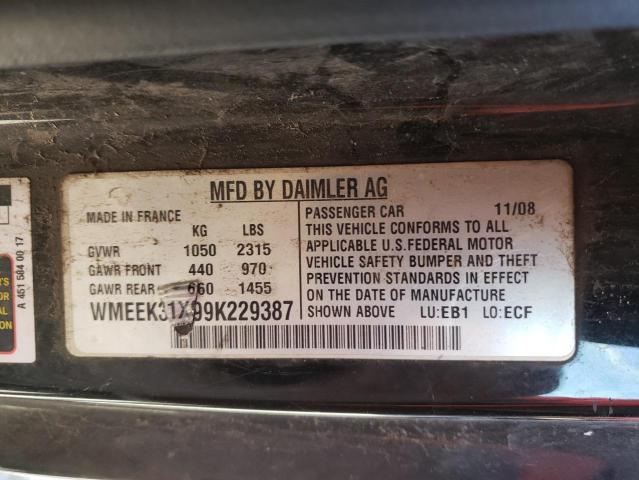 MFD BY DAIMLER AG
MADE IN FRANCE
KG LBS
GVWR 1050 2315
GAWR FRONT 440 970
GAWR REAR 660 1455
WMEEK31X99K229387
PASSENGER CAR 11/08
THIS VEHICLE CONFORMS TO ALL
APPLICABLE U.S.FEDERAL MOTOR
VEHICLE SAFETY BUMPER AND THEFT
PREVENTION STANDARDS IN EFFECT
ON THE DATE OF MANUFACTURE
SHOWN ABOVE LU:EB1 LO:ECF
A 451 584 00 17